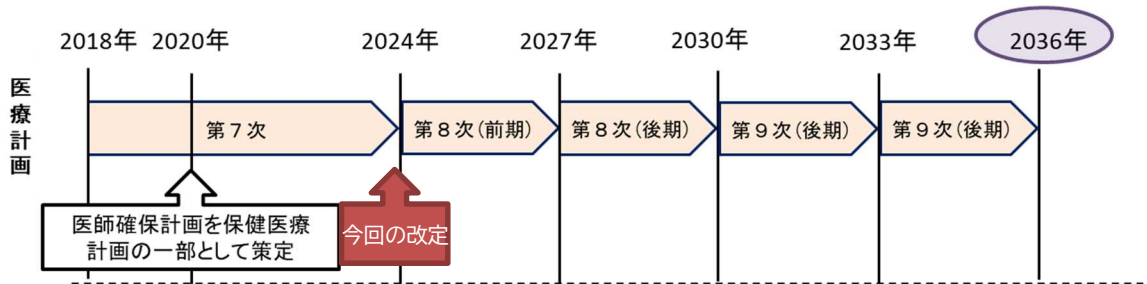 2018年 2020年 2024年 2027年 2030年 2033年 2036年
医療計画
第7次 第8次(前期) 第8次(後期) 第9次(後期) 第9次(後期)
医師確保計画を保健医療
計画の一部として策定
今回の改定